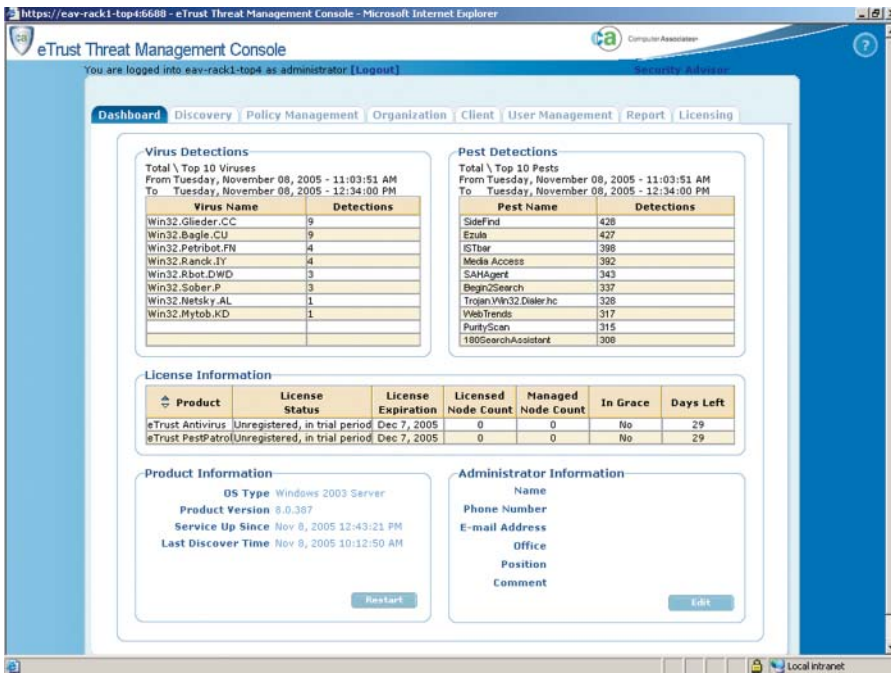 https://eav-rack1-top4:6688 - eTrust Threat Management Console - Microsoft Internet Explorer
ca
eTrust Threat Management Console
ca Computer Associates
?
You are logged into eav-rack1-top4 as administrator [Logout]
Security Advisor
Dashboard Discovery Policy Management Organization Client User Management Report Licensing
Virus Detections
Total \ Top 10 Viruses
From Tuesday, November 08, 2005 - 11:03:51 AM
To Tuesday, November 08, 2005 - 12:34:00 PM
Virus Name Detections
Win32.Glieder.CC 9
Win32.Bagle.CU 9
Win32.Petribot.FN 4
Win32.Ranck.IY 4
Win32.Rbot.DWD 3
Win32.Sober.P 3
Win32.Netsky.AL 1
Win32.Mytob.KD 1
Pest Detections
Total \ Top 10 Pests
From Tuesday, November 08, 2005 - 11:03:51 AM
To Tuesday, November 08, 2005 - 12:34:00 PM
Pest Name Detections
SideFind 428
Ezula 427
ISTbar 398
Media Access 392
SAHAgent 343
Begin2Search 337
Trojan.Win32.Dialer.hc 328
WebTrends 317
PurityScan 315
180SearchAssistant 308
License Information
Product License Status License Expiration Licensed Node Count Managed Node Count In Grace Days Left
eTrust Antivirus Unregistered, in trial period Dec 7, 2005 0 0 No 29
eTrust PestPatrol Unregistered, in trial period Dec 7, 2005 0 0 No 29
Product Information
OS Type Windows 2003 Server
Product Version 8.0.387
Service Up Since Nov 8, 2005 12:43:21 PM
Last Discover Time Nov 8, 2005 10:12:50 AM
Restart
Administrator Information
Name
Phone Number
E-mail Address
Office
Position
Comment
Edit
Local intranet